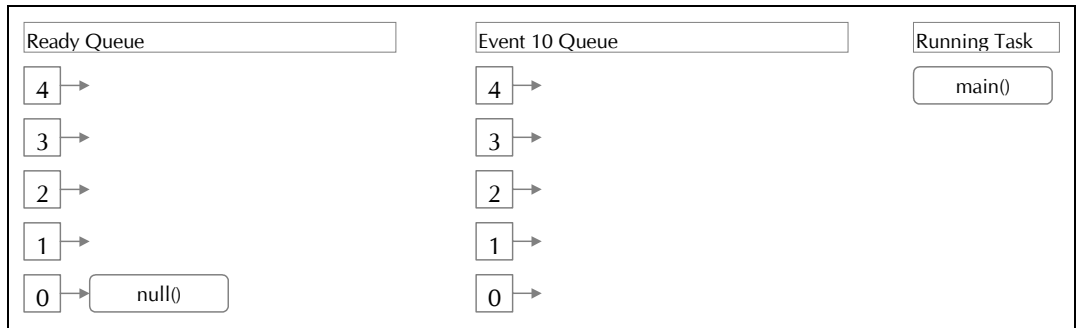 Ready Queue
4
3
2
1
0 null()
Event 10 Queue
4
3
2
1
0
Running Task
main()